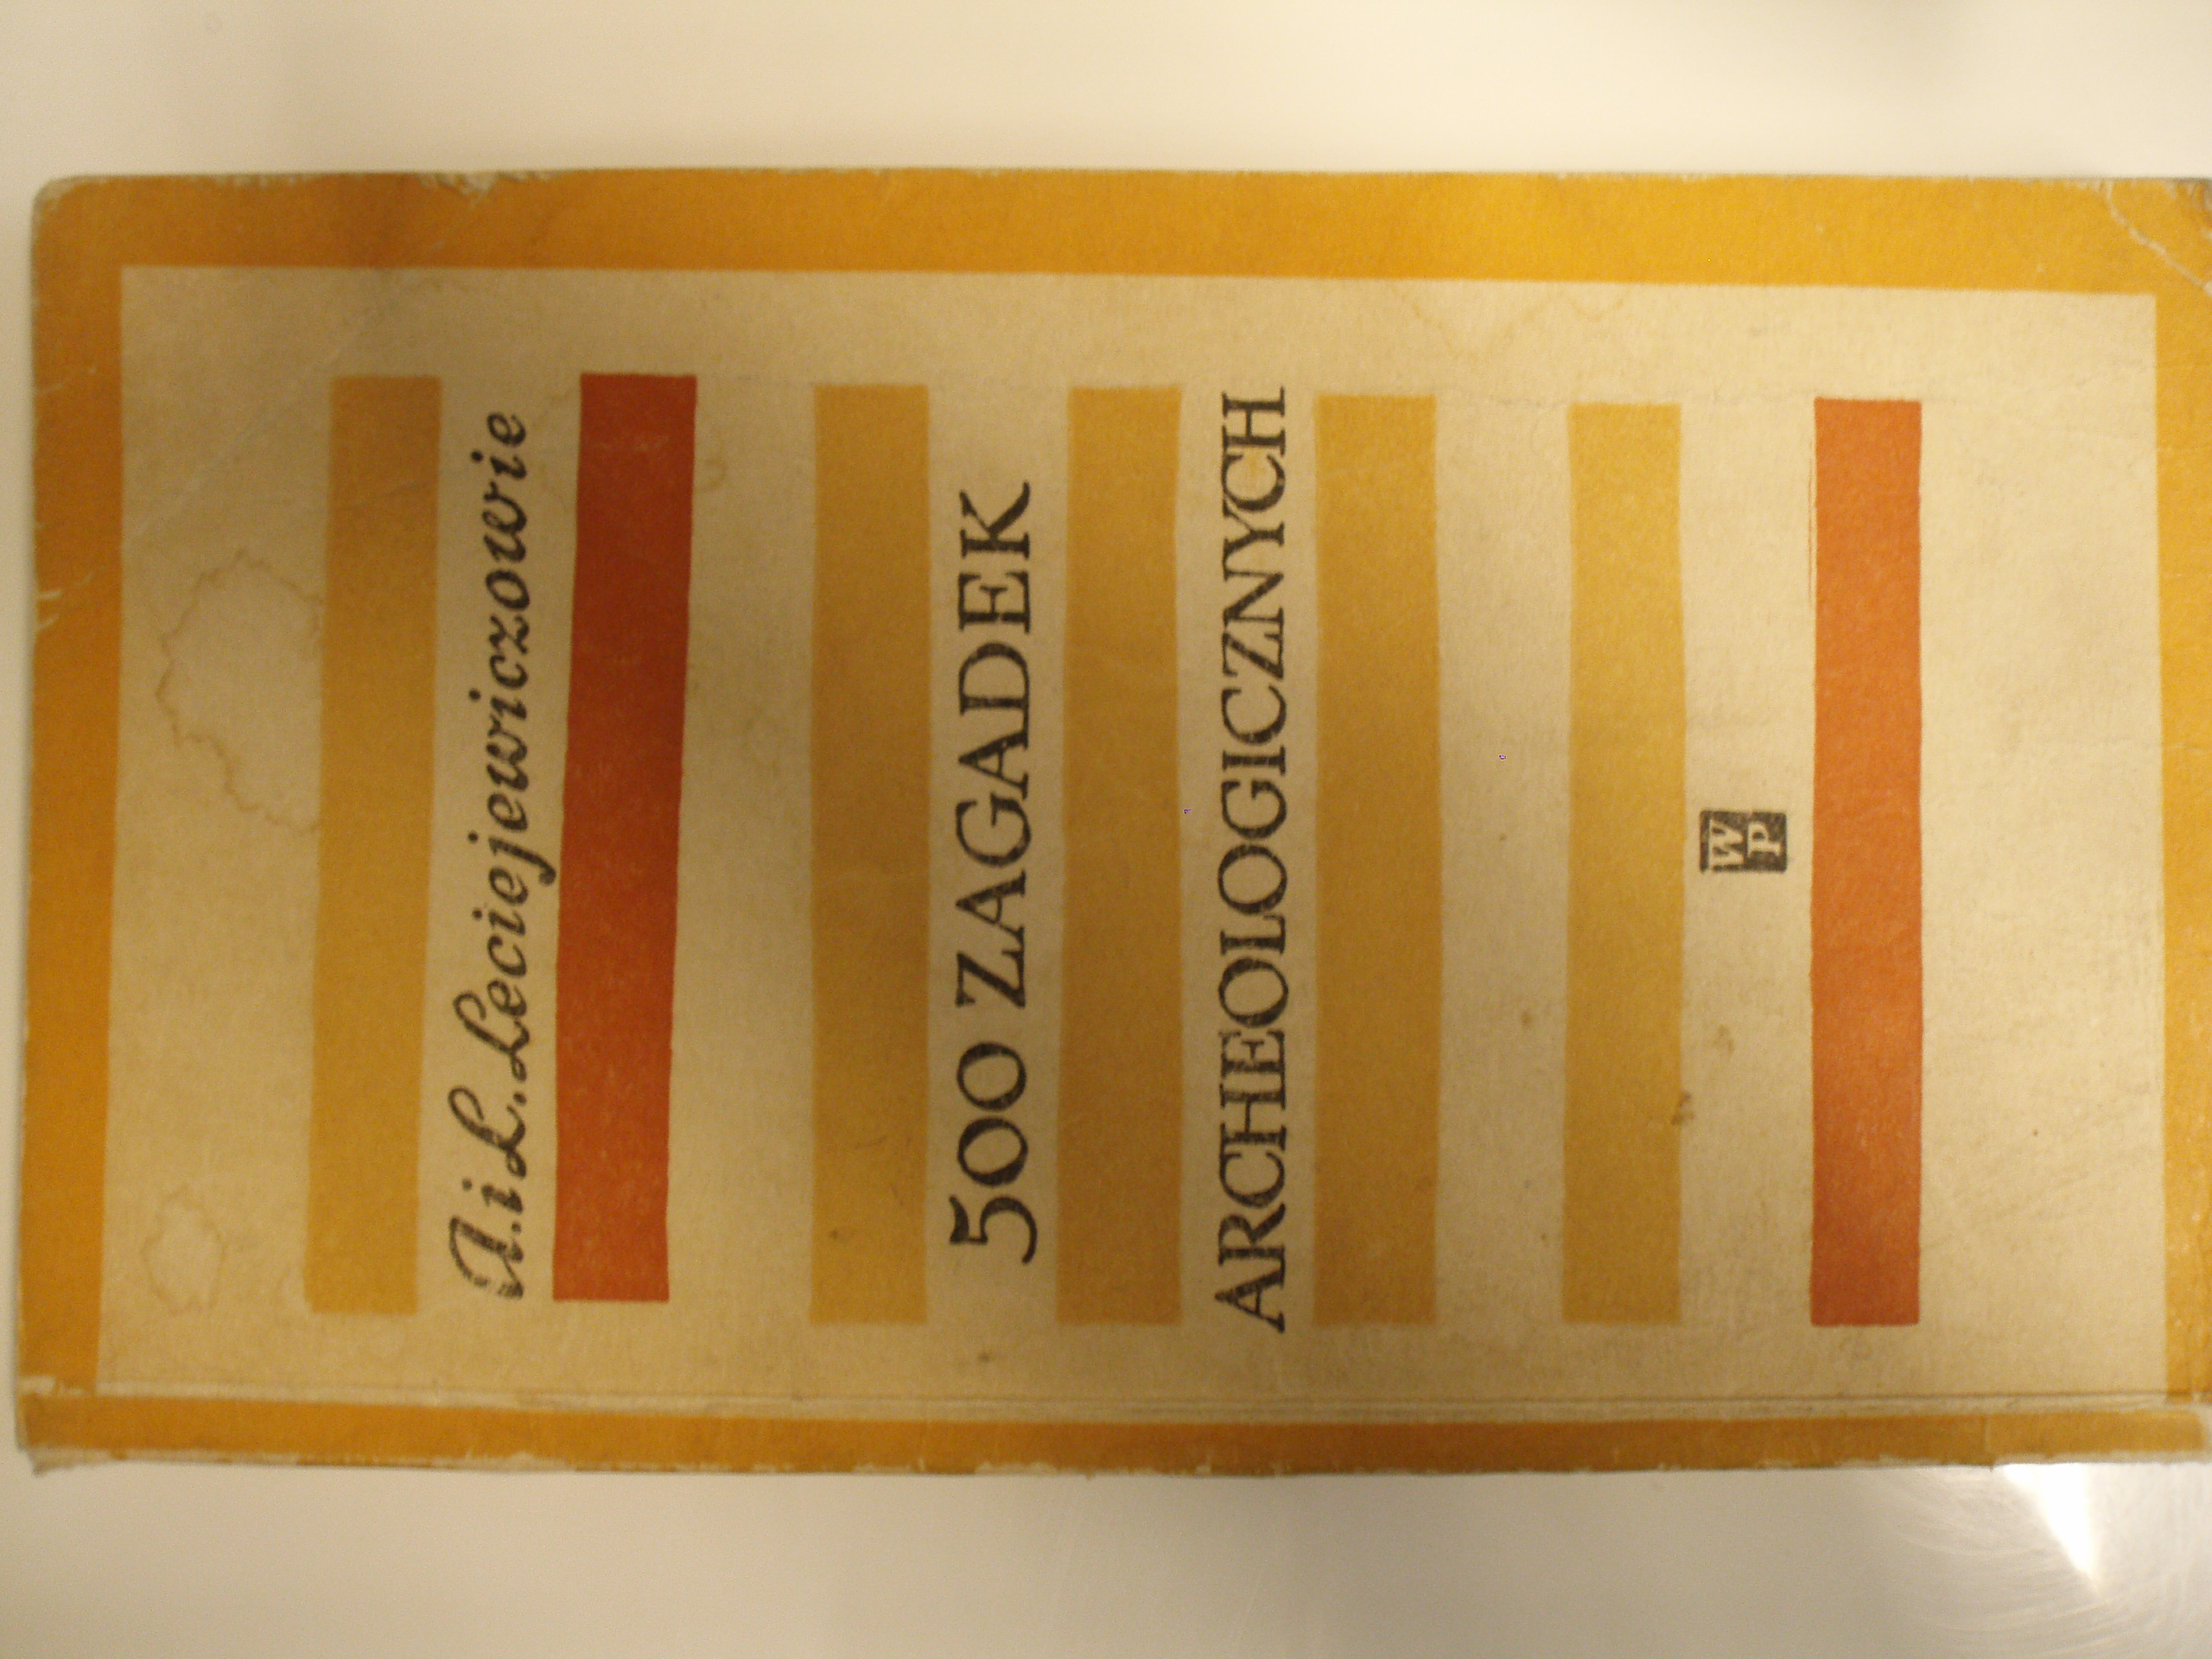 A. i L. Leciejewiczowie
500 ZAGADEK
ARCHEOLOGICZNYCH
WP